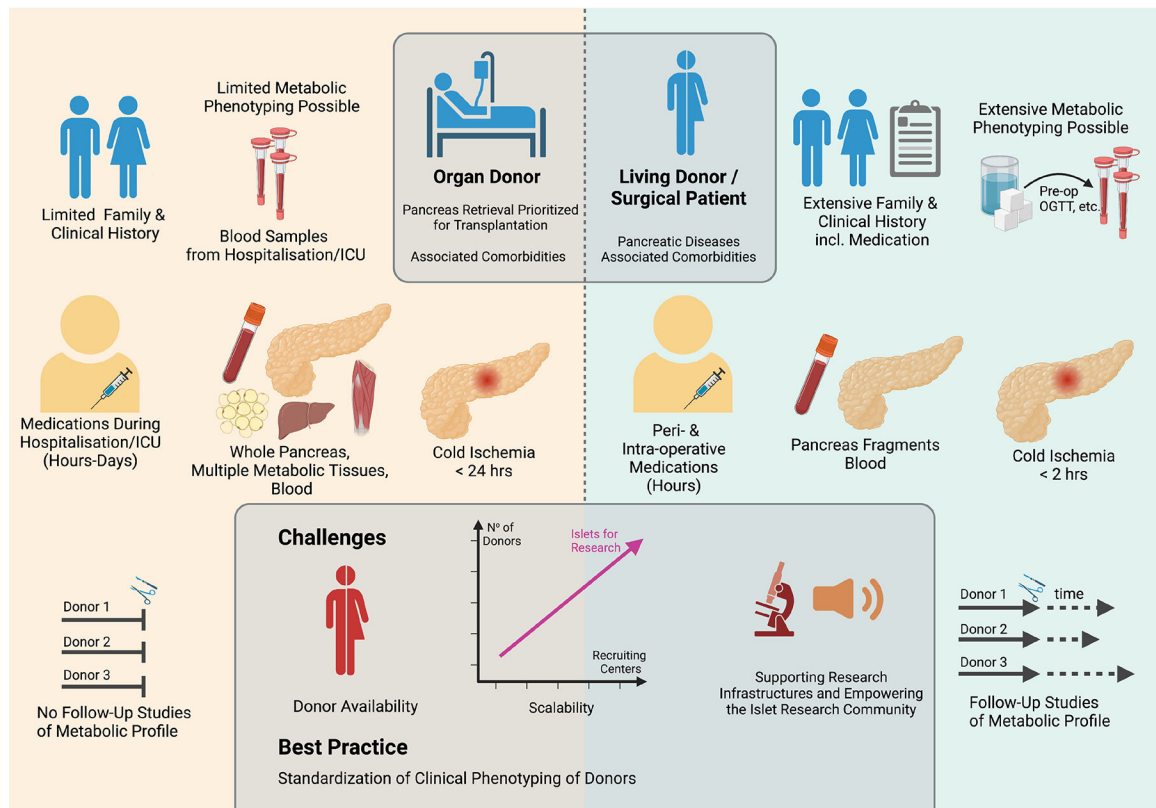 Limited Family &
Clinical History
Limited Metabolic
Phenotyping Possible
Blood Samples
from Hospitalisation/ICU
Organ Donor
Pancreas Retrieval Prioritized
for Transplantation
Associated Comorbidities
Living Donor /
Surgical Patient
Pancreatic Diseases
Associated Comorbidities
Extensive Family &
Clinical History
incl. Medication
Extensive Metabolic
Phenotyping Possible
Pre-op
OGTT, etc.
Medications During
Hospitalisation/ICU
(Hours-Days)
Whole Pancreas,
Multiple Metabolic Tissues,
Blood
Cold Ischemia
< 24 hrs
Peri- &
Intra-operative
Medications
(Hours)
Pancreas Fragments
Blood
Cold Ischemia
< 2 hrs
Donor 1
Donor 2
Donor 3
No Follow-Up Studies
of Metabolic Profile
Challenges
Donor Availability
Nº of
Donors
Islets for
Research
Recruiting
Centers
Scalability
Supporting Research
Infrastructures and Empowering
the Islet Research Community
Best Practice
Standardization of Clinical Phenotyping of Donors
Donor 1
time
Donor 2
Donor 3
Follow-Up Studies
of Metabolic Profile